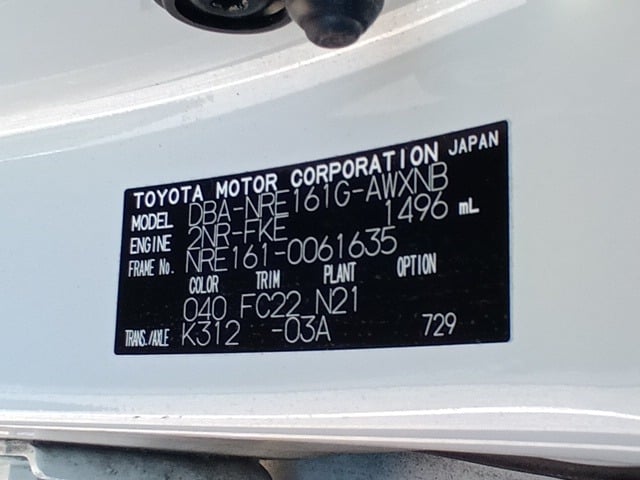 TOYOTA MOTOR CORPORATION JAPAN
MODEL DBA-NRE161G-AWXNB
ENGINE 2NR-FKE 1496 mL
FRAME No. NRE161-0061635
COLOR TRIM PLANT OPTION
040 FC22 N21
TRANS./AXLE K312 -03A 729